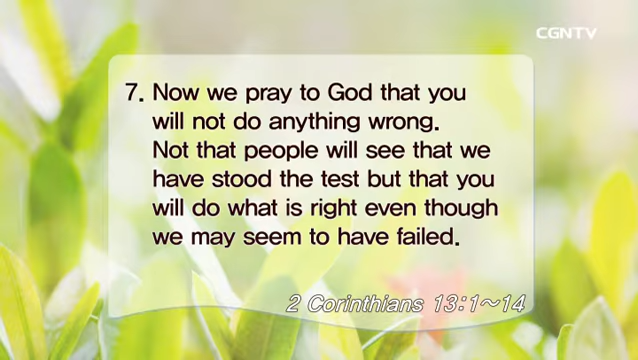 CGNTV
7. Now we pray to God that you
will not do anything wrong.
Not that people will see that we
have stood the test but that you
will do what is right even though
we may seem to have failed.
2 Corinthians 13:1~14